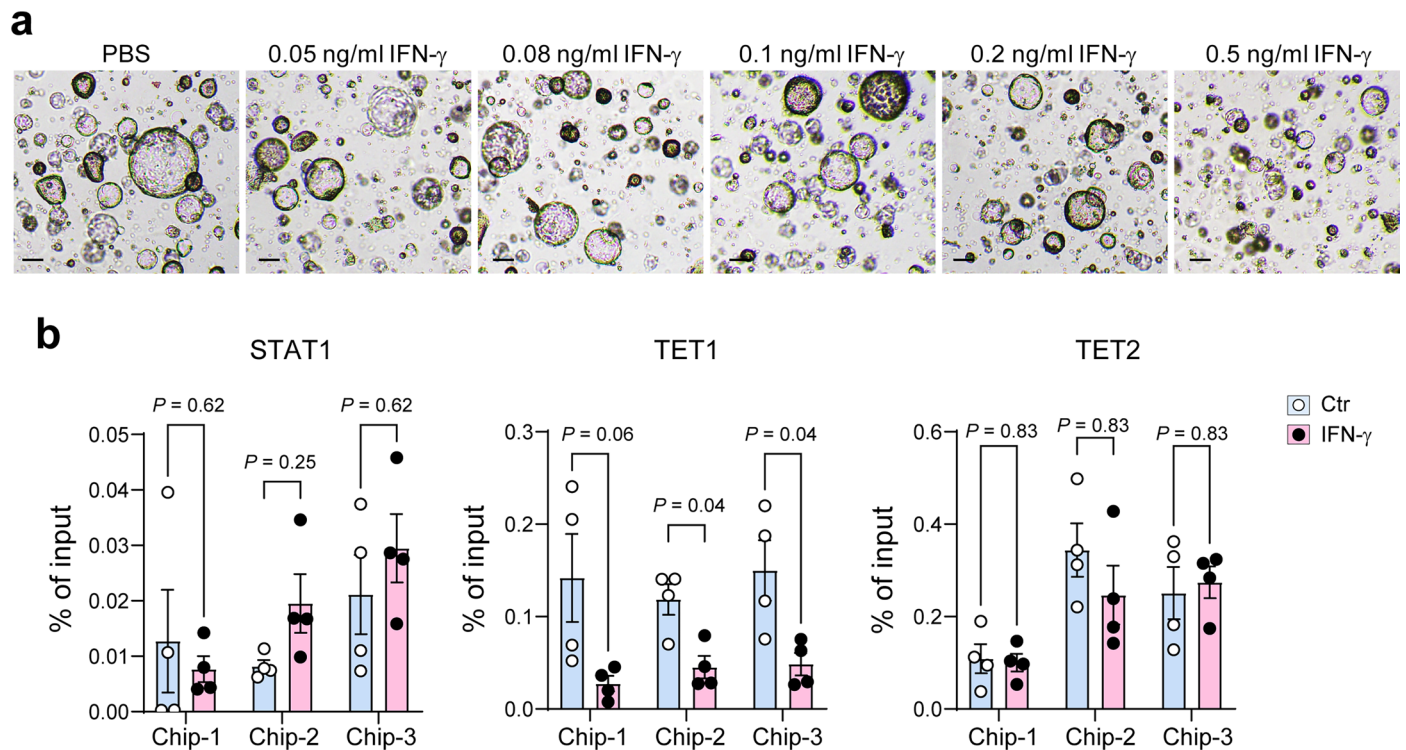 a
PBS
0.05 ng/ml IFN-γ
0.08 ng/ml IFN-γ
0.1 ng/ml IFN-γ
0.2 ng/ml IFN-γ
0.5 ng/ml IFN-γ
b
STAT1
% of input
0.05
0.04
0.03
0.02
0.01
0.00
P = 0.62
P = 0.25
P = 0.62
Chip-1
Chip-2
Chip-3
TET1
% of input
0.3
0.2
0.1
0.0
P = 0.06
P = 0.04
P = 0.04
Chip-1
Chip-2
Chip-3
TET2
% of input
0.6
0.4
0.2
0.0
P = 0.83
P = 0.83
P = 0.83
Chip-1
Chip-2
Chip-3
Ctr
IFN-γ